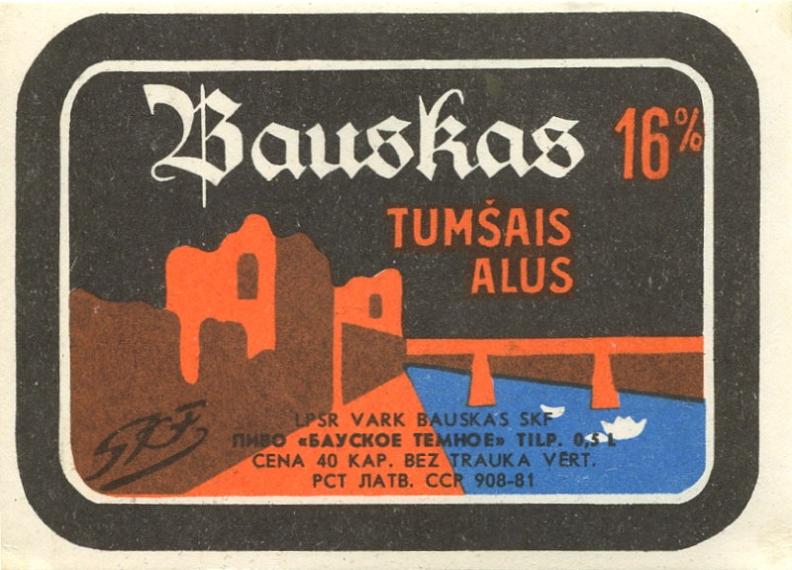 Bauskas 16%
TUMŠAIS
ALUS
SKF
LPSR VARK BAUSKAS SKF
ПИВО «БАУСКОЕ ТЕМНОЕ» TILP. 0,5 L
CENA 40 KAP. BEZ TRAUKA VĒRT.
РСТ ЛАТВ. ССР 908-81